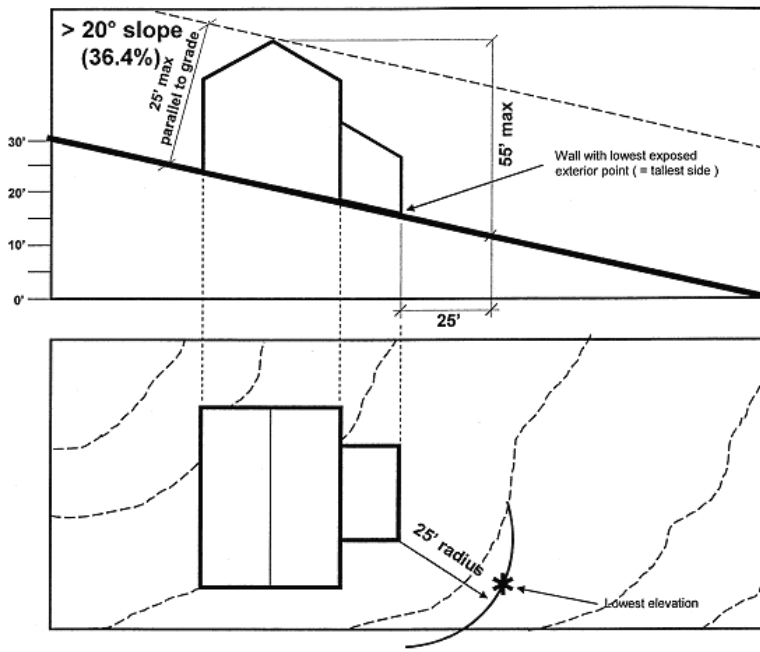 > 20° slope
(36.4%)
25' max
parallel to grade
55' max
30'
20'
10'
0'
Wall with lowest exposed
exterior point ( = tallest side )
25'
25' radius
Lowest elevation